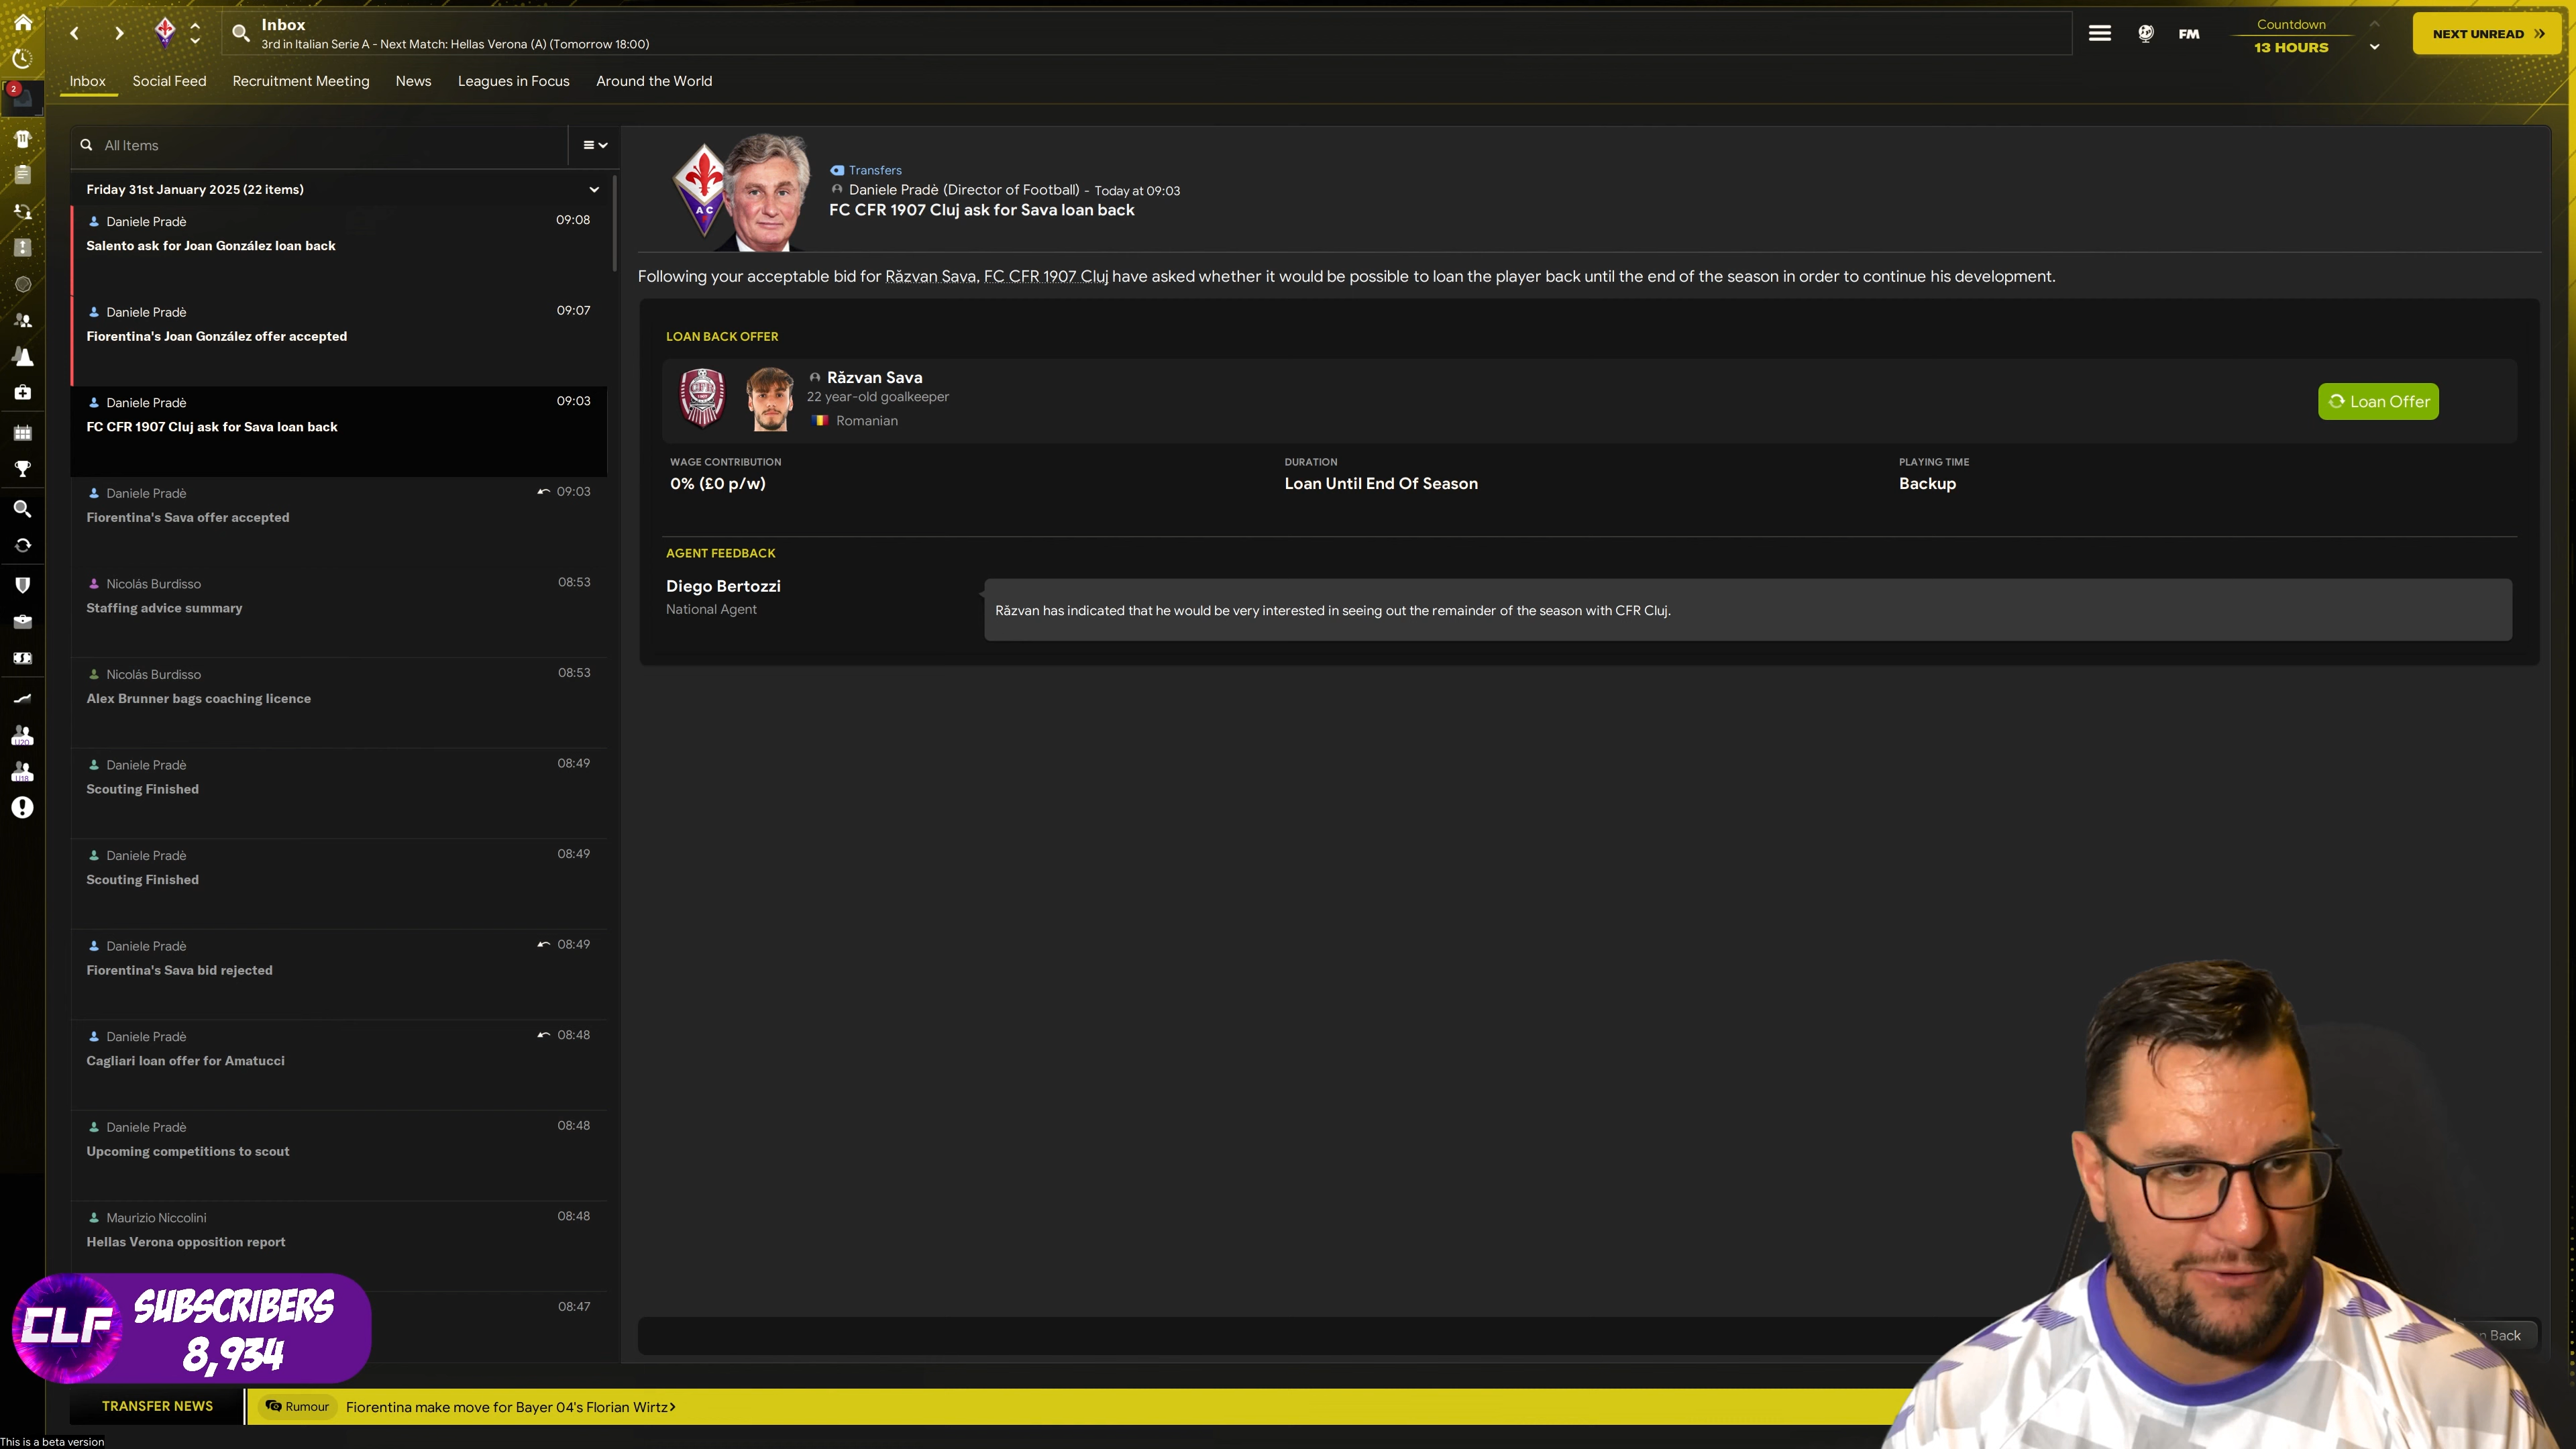 Inbox
3rd in Italian Serie A - Next Match: Hellas Verona (A) (Tomorrow 18:00)
FM
Countdown
13 HOURS
NEXT UNREAD
2
Inbox
Social Feed
Recruitment Meeting
News
Leagues in Focus
Around the World
All Items
Friday 31st January 2025 (22 items)
Daniele Pradè
09:08
Salento ask for Joan González loan back
Daniele Pradè
09:07
Fiorentina's Joan González offer accepted
Daniele Pradè
09:03
FC CFR 1907 Cluj ask for Sava loan back
Daniele Pradè
09:03
Fiorentina's Sava offer accepted
Nicolás Burdisso
08:53
Staffing advice summary
Nicolás Burdisso
08:53
Alex Brunner bags coaching licence
Daniele Pradè
08:49
Scouting Finished
Daniele Pradè
08:49
Scouting Finished
Daniele Pradè
08:49
Fiorentina's Sava bid rejected
Daniele Pradè
08:48
Cagliari loan offer for Amatucci
Daniele Pradè
08:48
Upcoming competitions to scout
Maurizio Niccolini
08:48
Hellas Verona opposition report
08:47
U20
U18
11
AC
Transfers
Daniele Pradè (Director of Football) - Today at 09:03
FC CFR 1907 Cluj ask for Sava loan back
Following your acceptable bid for Răzvan Sava, FC CFR 1907 Cluj have asked whether it would be possible to loan the player back until the end of the season in order to continue his development.
LOAN BACK OFFER
CFR
Răzvan Sava
22 year-old goalkeeper
Romanian
Loan Offer
WAGE CONTRIBUTION
0% (£0 p/w)
DURATION
Loan Until End Of Season
PLAYING TIME
Backup
AGENT FEEDBACK
Diego Bertozzi
National Agent
Răzvan has indicated that he would be very interested in seeing out the remainder of the season with CFR Cluj.
Back
CLF
SUBSCRIBERS
8,934
TRANSFER NEWS
Rumour
Fiorentina make move for Bayer 04's Florian Wirtz>
This is a beta version